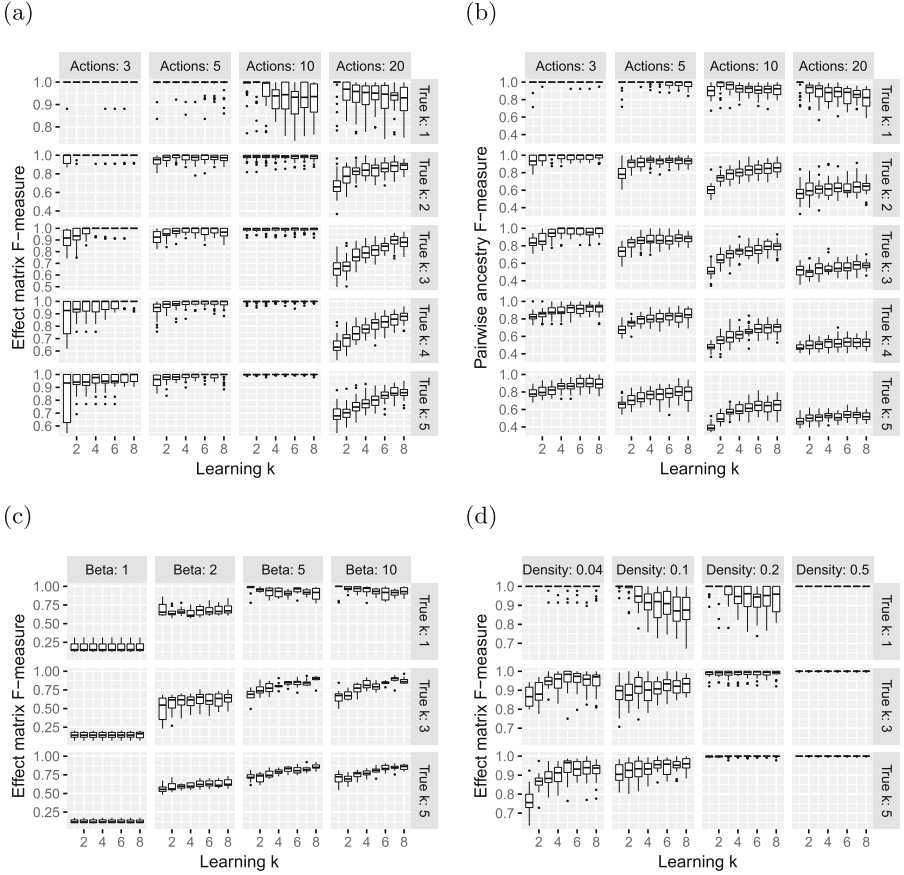 (a)
Actions: 3 Actions: 5 Actions: 10 Actions: 20
1.0
0.9
0.8
True k: 1
1.0
0.8
0.6
0.4
True k: 2
1.0
0.9
0.8
0.7
0.6
0.5
True k: 3
1.0
0.9
0.8
0.7
0.6
True k: 4
1.0
0.9
0.8
0.7
0.6
True k: 5
Effect matrix F−measure
2 4 6 8 2 4 6 8 2 4 6 8 2 4 6 8
Learning k
(b)
Actions: 3 Actions: 5 Actions: 10 Actions: 20
1.0
0.8
0.6
0.4
True k: 1
1.0
0.8
0.6
0.4
True k: 2
1.0
0.8
0.6
0.4
True k: 3
1.0
0.8
0.6
0.4
True k: 4
1.0
0.8
0.6
0.4
True k: 5
Pairwise ancestry F−measure
2 4 6 8 2 4 6 8 2 4 6 8 2 4 6 8
Learning k
(c)
Beta: 1 Beta: 2 Beta: 5 Beta: 10
1.00
0.75
0.50
0.25
True k: 1
1.00
0.75
0.50
0.25
True k: 3
1.00
0.75
0.50
0.25
True k: 5
Effect matrix F−measure
2 4 6 8 2 4 6 8 2 4 6 8 2 4 6 8
Learning k
(d)
Density: 0.04 Density: 0.1 Density: 0.2 Density: 0.5
1.0
0.9
0.8
0.7
True k: 1
1.0
0.9
0.8
0.7
True k: 3
1.0
0.9
0.8
0.7
True k: 5
Effect matrix F−measure
2 4 6 8 2 4 6 8 2 4 6 8 2 4 6 8
Learning k